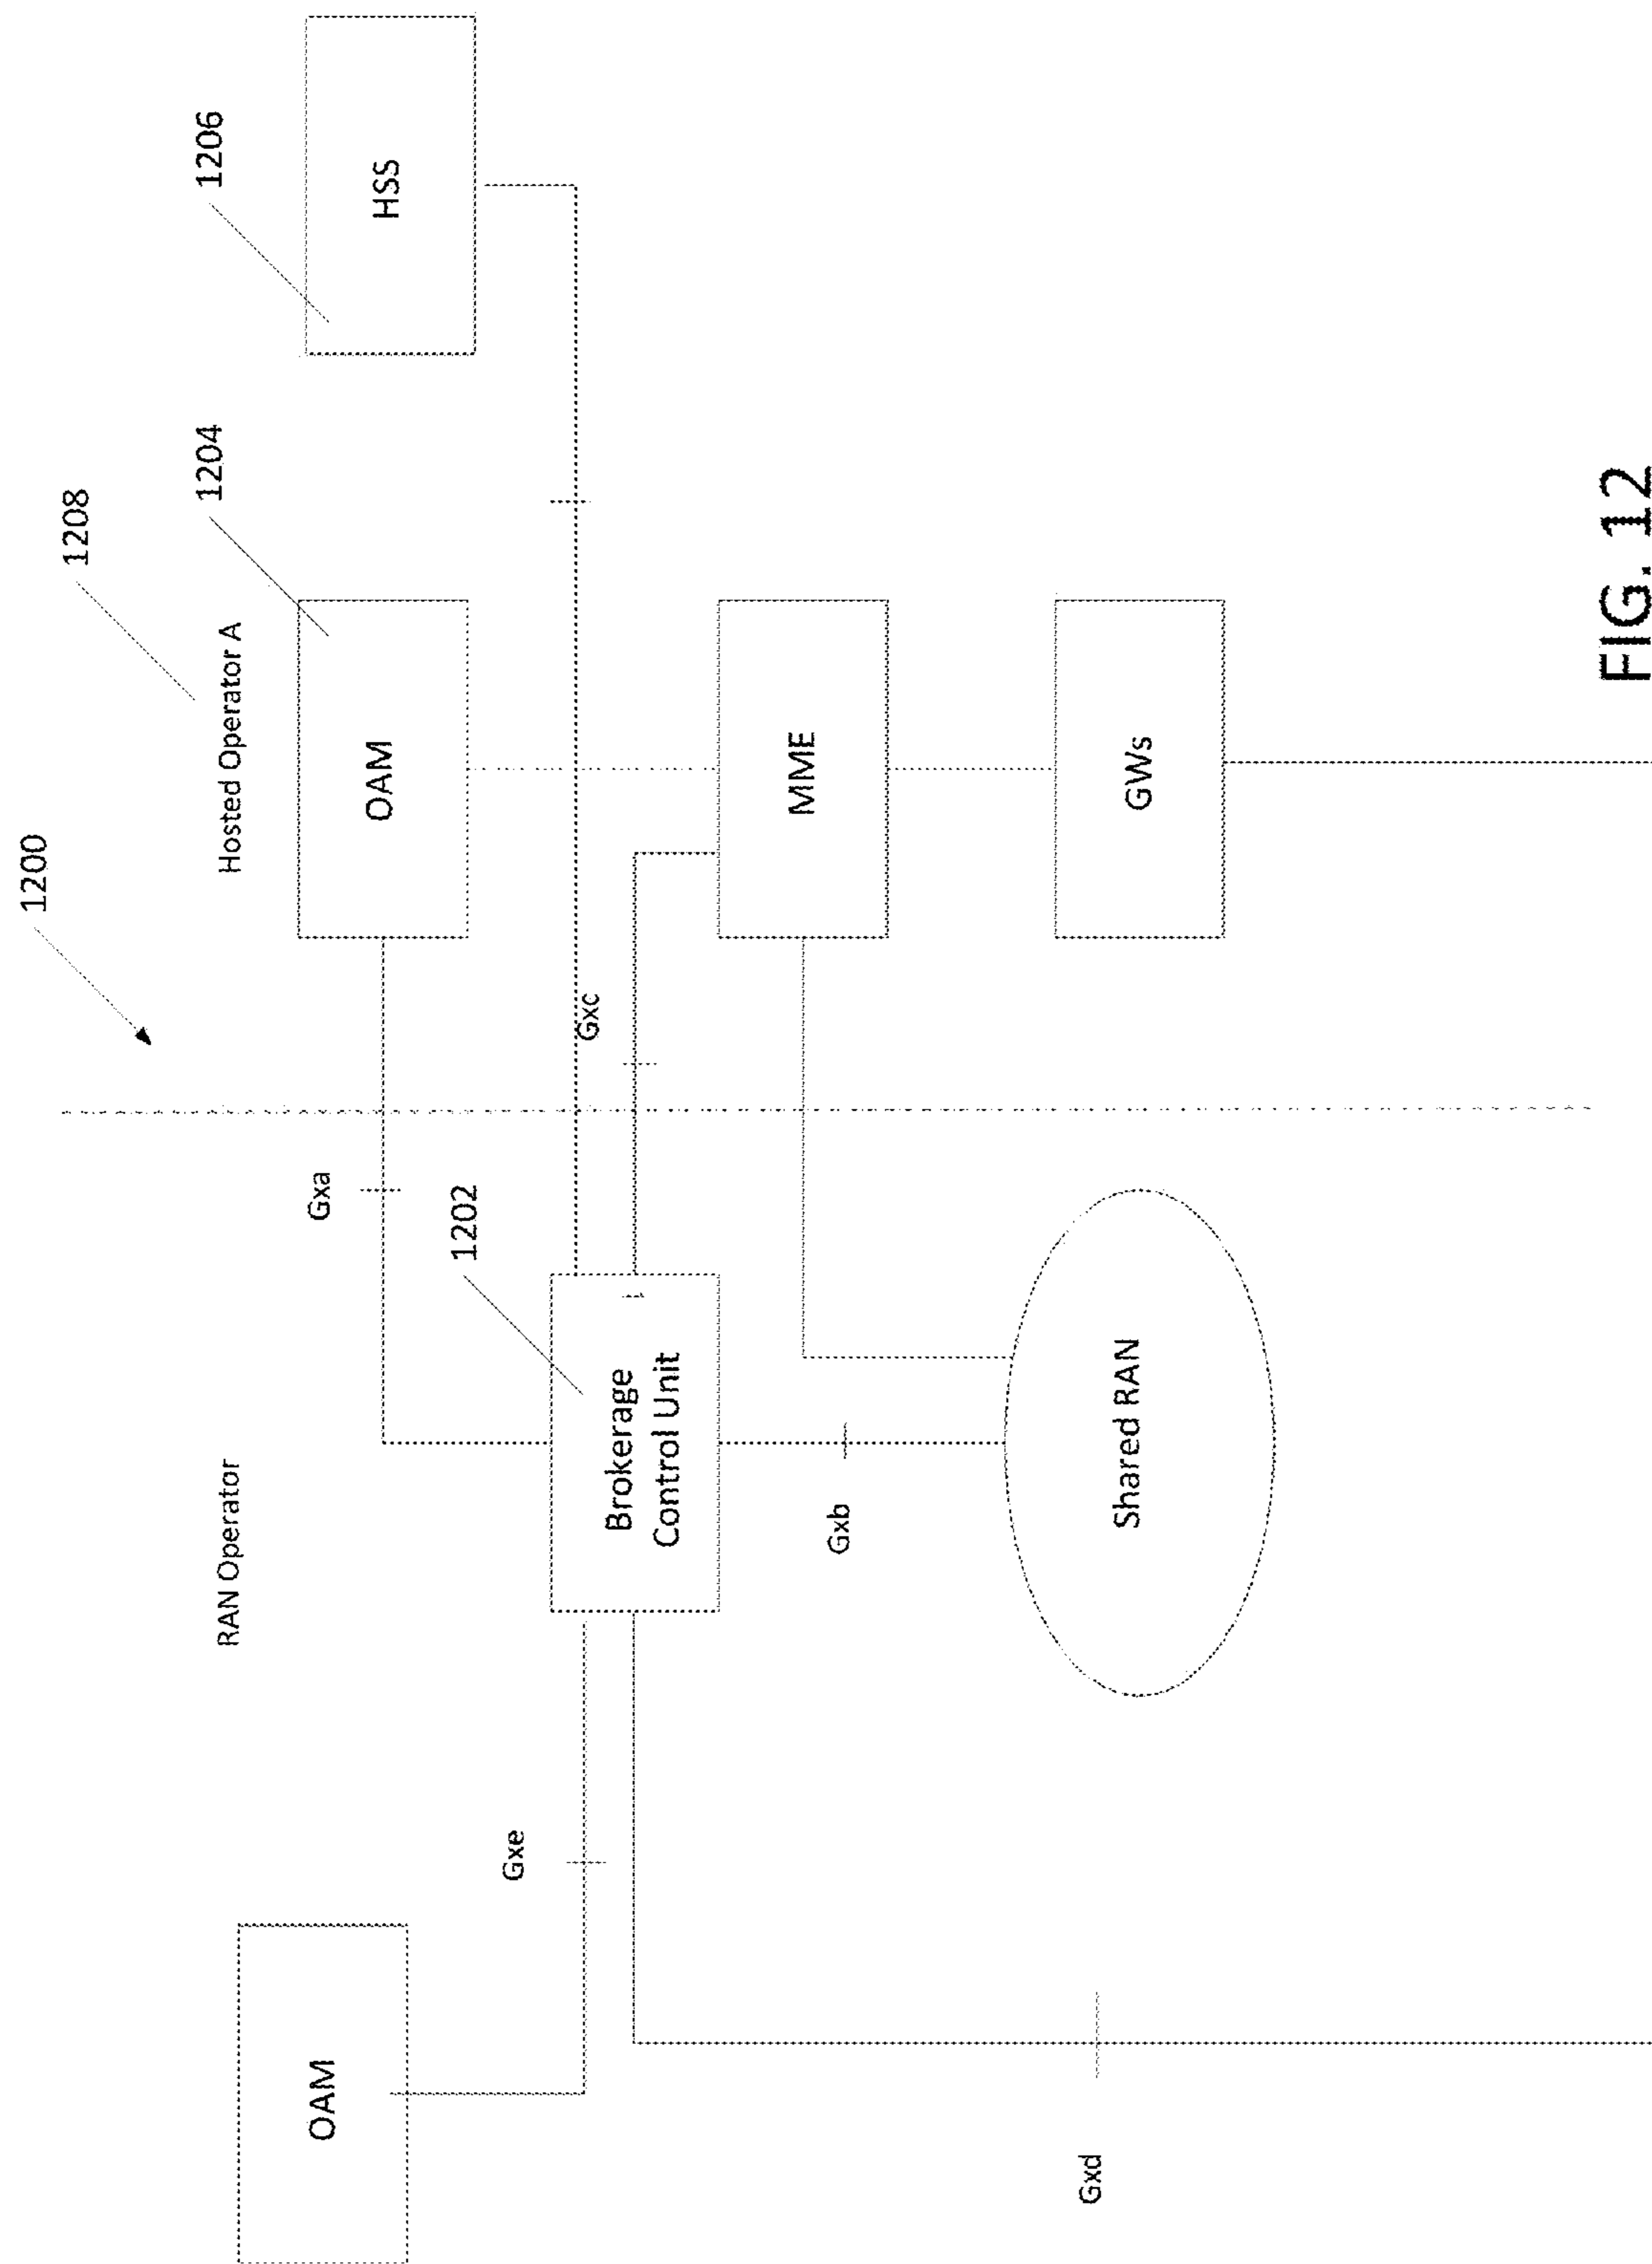 1200
1208
RAN Operator
Hosted Operator A
1204
1206
OAM
Gxa
OAM
HSS
Gxe
1202
Brokerage
Control Unit
Gxc
Gxb
MME
Shared RAN
Gxd
GWs
FIG. 12